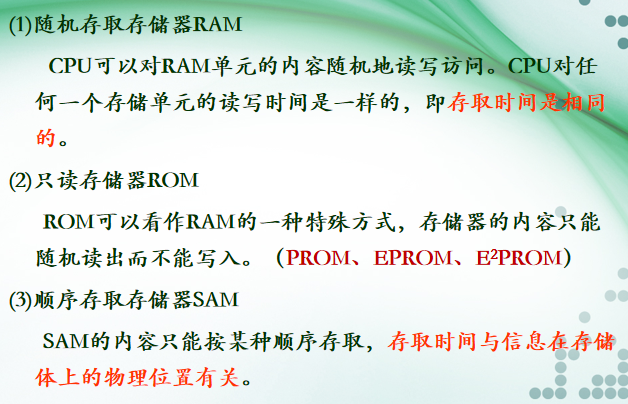 (1)随机存取存储器RAM
CPU可以对RAM单元的内容随机地读写访问。CPU对任
何一个存储单元的读写时间是一样的，即存取时间是相同
的。
(2)只读存储器ROM
ROM可以看作RAM的一种特殊方式，存储器的内容只能
随机读出而不能写入。（PROM、EPROM、E²PROM）
(3)顺序存取存储器SAM
SAM的内容只能按某种顺序存取，存取时间与信息在存储
体上的物理位置有关。